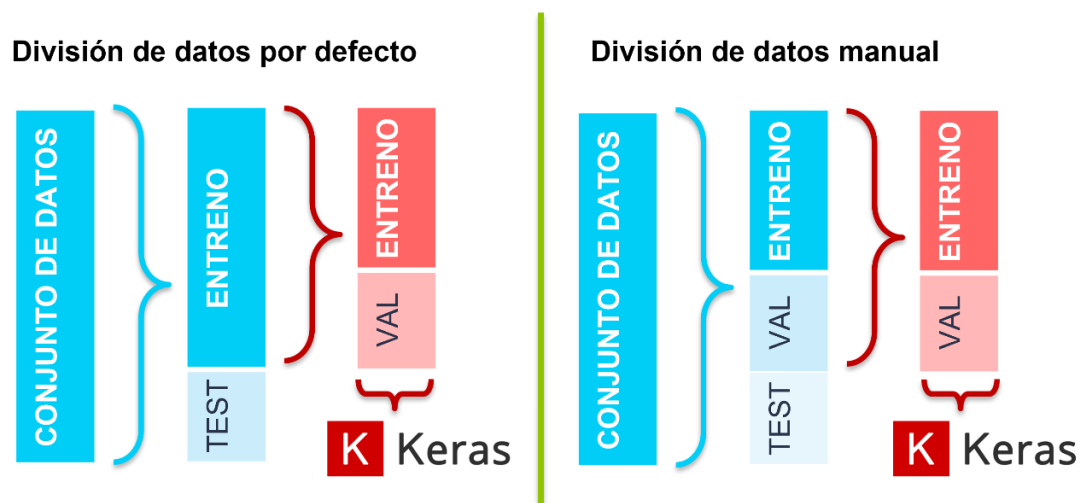 División de datos por defecto
CONJUNTO DE DATOS
ENTRENO
TEST
ENTRENO
VAL
K Keras
División de datos manual
CONJUNTO DE DATOS
ENTRENO
VAL
TEST
ENTRENO
VAL
K Keras